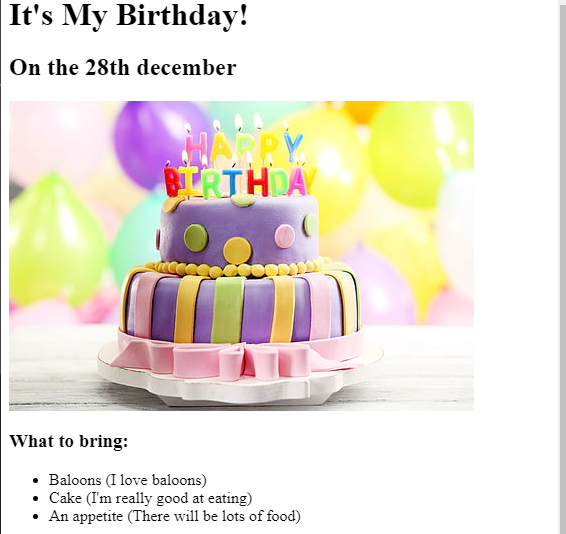 It's My Birthday!
On the 28th december
HAPPY
BIRTHDAY
What to bring:
Baloons (I love baloons)
Cake (I'm really good at eating)
An appetite (There will be lots of food)